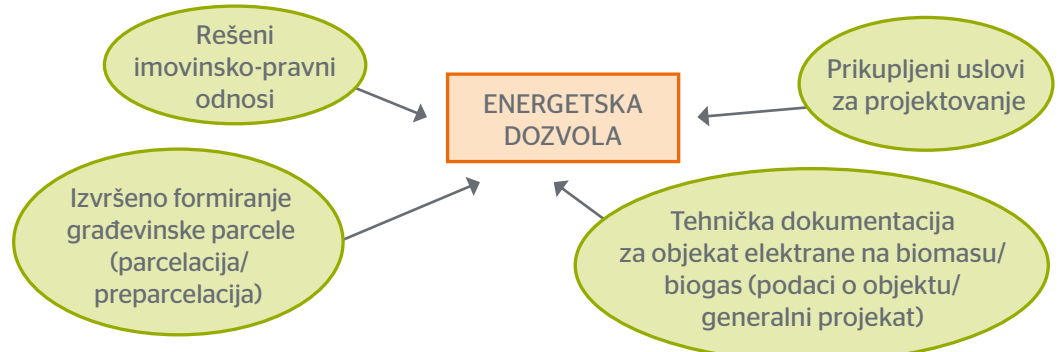 Rešeni
imovinsko-pravni
odnosi
ENERGETSKA
DOZVOLA
Prikupljeni uslovi
za projektovanje
Izvršeno formiranje
građevinske parcele
(parcelacija/
preparcelacija)
Tehnička dokumentacija
za objekat elektrane na biomasu/
biogas (podaci o objektu/
generalni projekat)